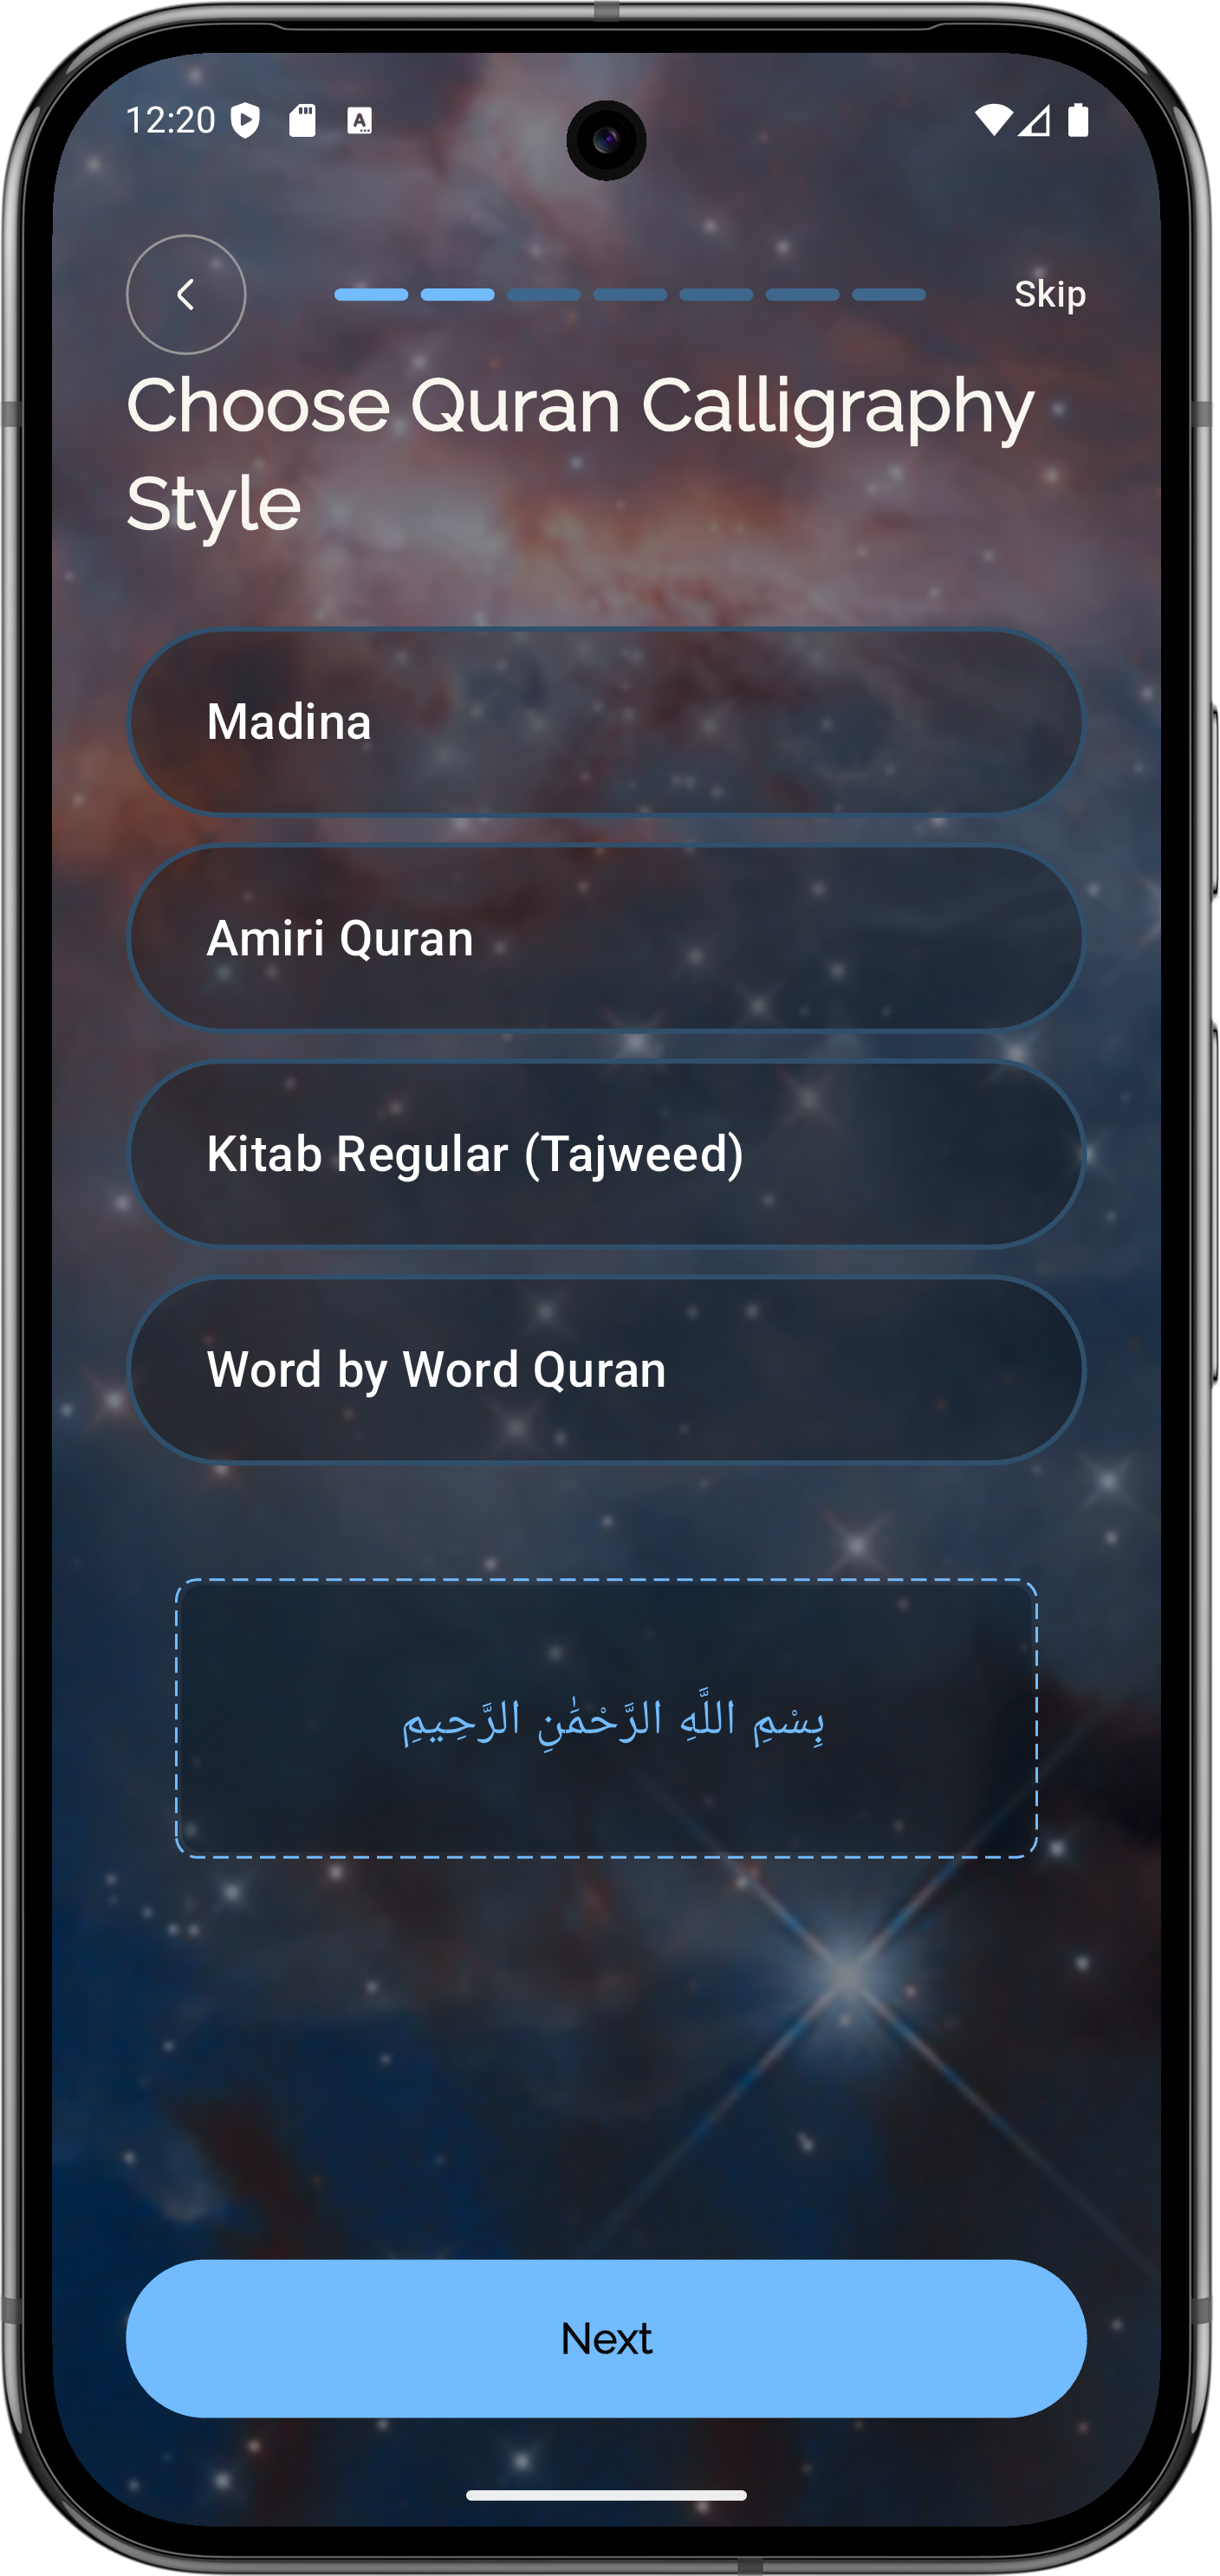 12:20
Skip
Choose Quran Calligraphy
Style
Madina
Amiri Quran
Kitab Regular (Tajweed)
Word by Word Quran
بِسْمِ اللَّهِ الرَّحْمَٰنِ الرَّحِيمِ
Next